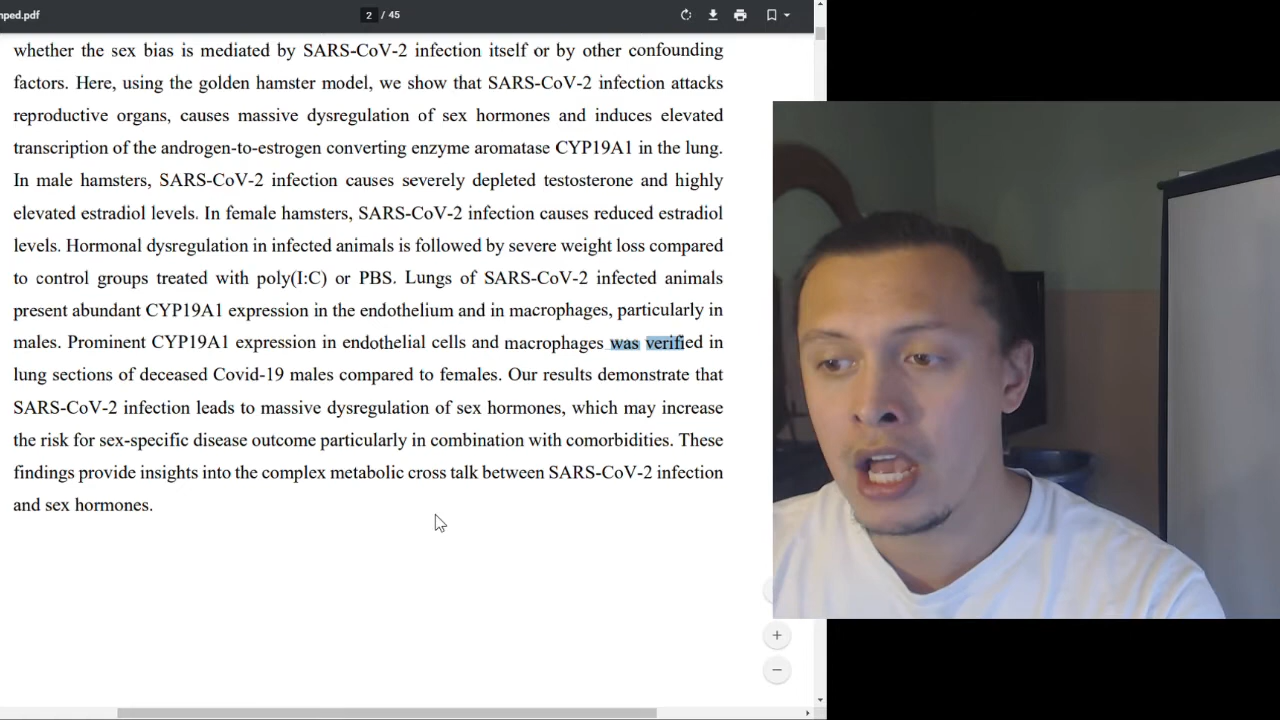 nped.pdf
2 / 45
whether the sex bias is mediated by SARS-CoV-2 infection itself or by other confounding
factors. Here, using the golden hamster model, we show that SARS-CoV-2 infection attacks
reproductive organs, causes massive dysregulation of sex hormones and induces elevated
transcription of the androgen-to-estrogen converting enzyme aromatase CYP19A1 in the lung.
In male hamsters, SARS-CoV-2 infection causes severely depleted testosterone and highly
elevated estradiol levels. In female hamsters, SARS-CoV-2 infection causes reduced estradiol
levels. Hormonal dysregulation in infected animals is followed by severe weight loss compared
to control groups treated with poly(I:C) or PBS. Lungs of SARS-CoV-2 infected animals
present abundant CYP19A1 expression in the endothelium and in macrophages, particularly in
males. Prominent CYP19A1 expression in endothelial cells and macrophages was verified in
lung sections of deceased Covid-19 males compared to females. Our results demonstrate that
SARS-CoV-2 infection leads to massive dysregulation of sex hormones, which may increase
the risk for sex-specific disease outcome particularly in combination with comorbidities. These
findings provide insights into the complex metabolic cross talk between SARS-CoV-2 infection
and sex hormones.